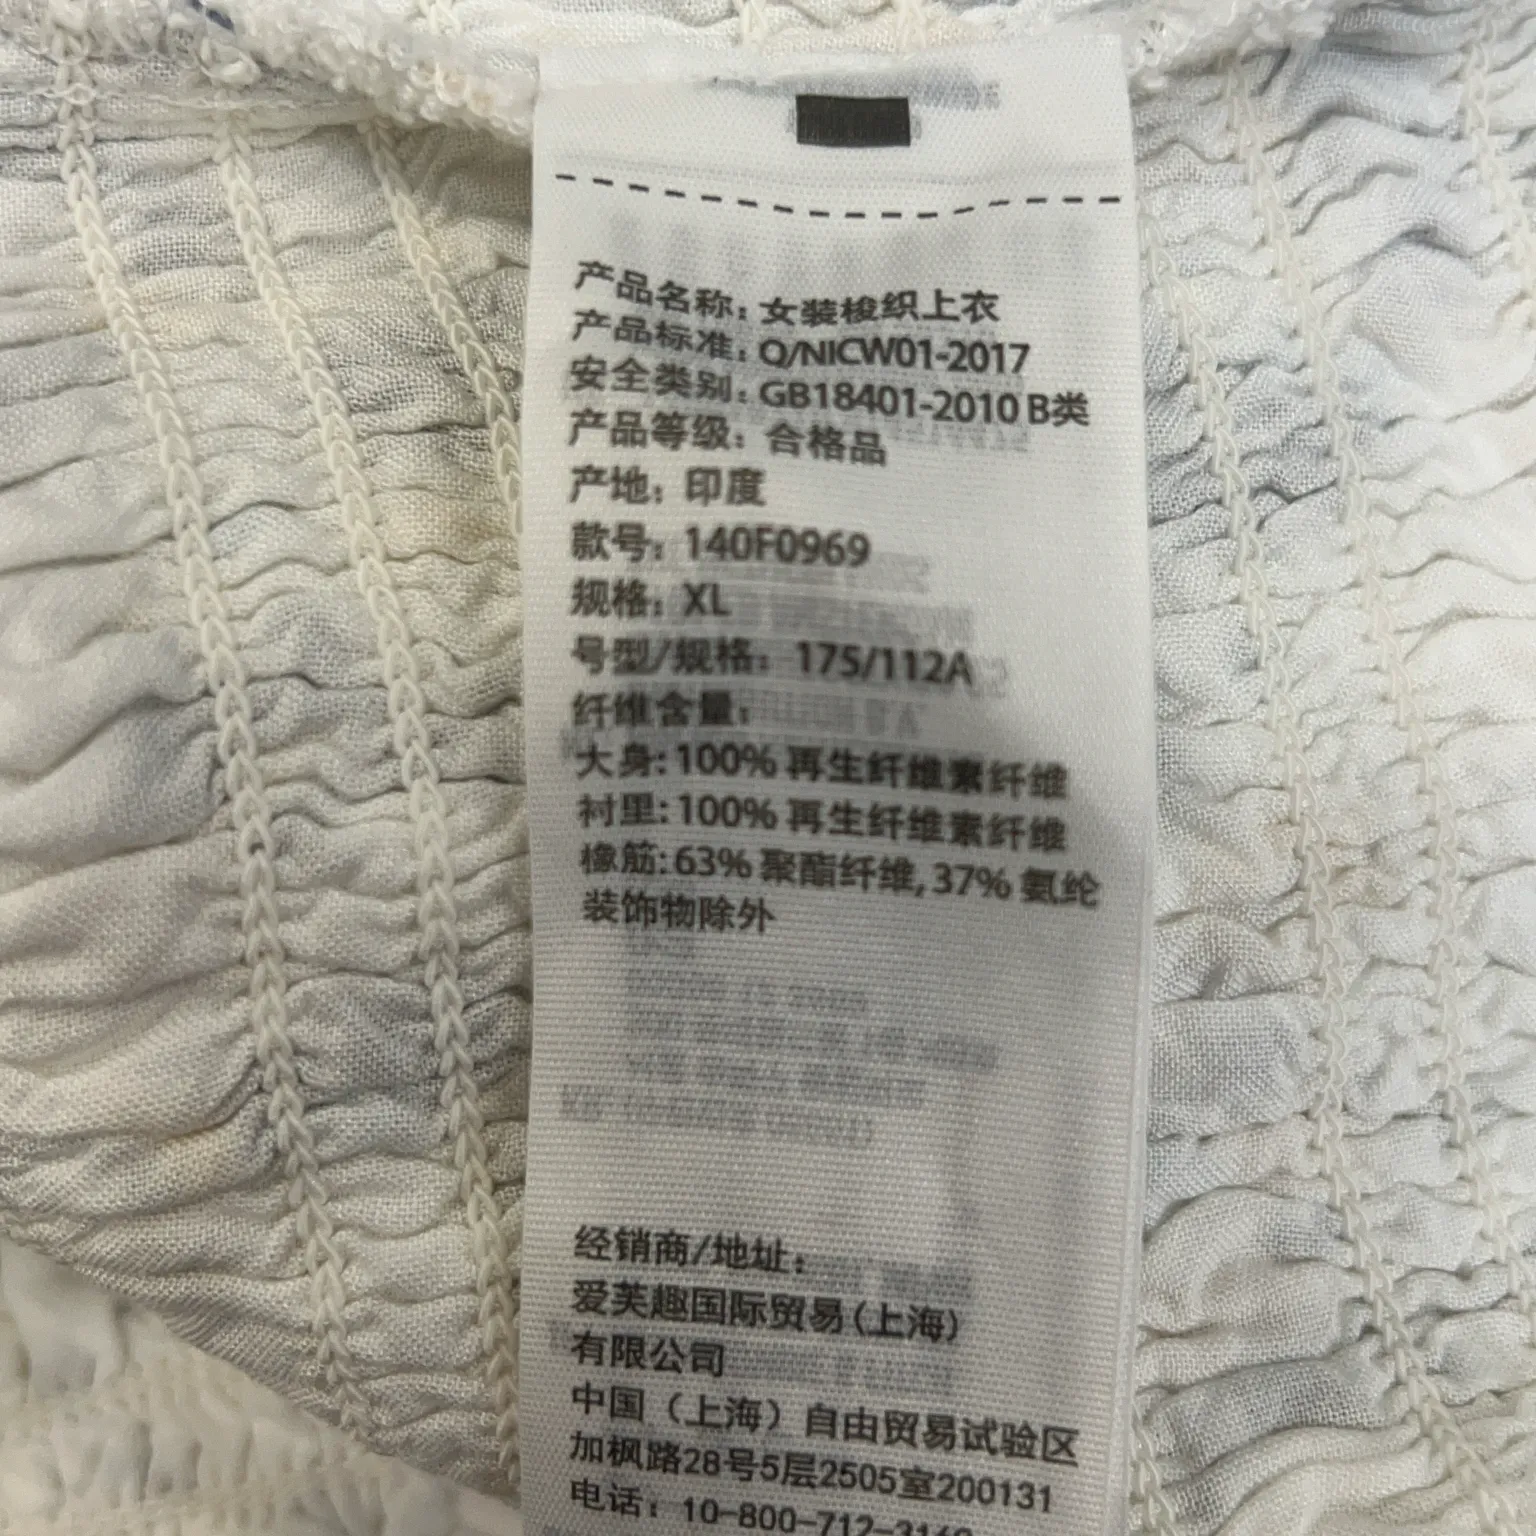 产品名称: 女装梭织上衣
产品标准: Q/NICW01-2017
安全类别: GB18401-2010 B类
产品等级: 合格品
产地: 印度
款号: 140F0969
规格: XL
号型/规格: 175/112A
纤维含量:
大身: 100% 再生纤维素纤维
衬里: 100% 再生纤维素纤维
橡筋: 63% 聚酯纤维, 37% 氨纶
装饰物除外
经销商/地址:
爱芙趣国际贸易(上海)
有限公司
中国（上海）自由贸易试验区
加枫路28号5层2505室200131
电话: 10-800-712-3160